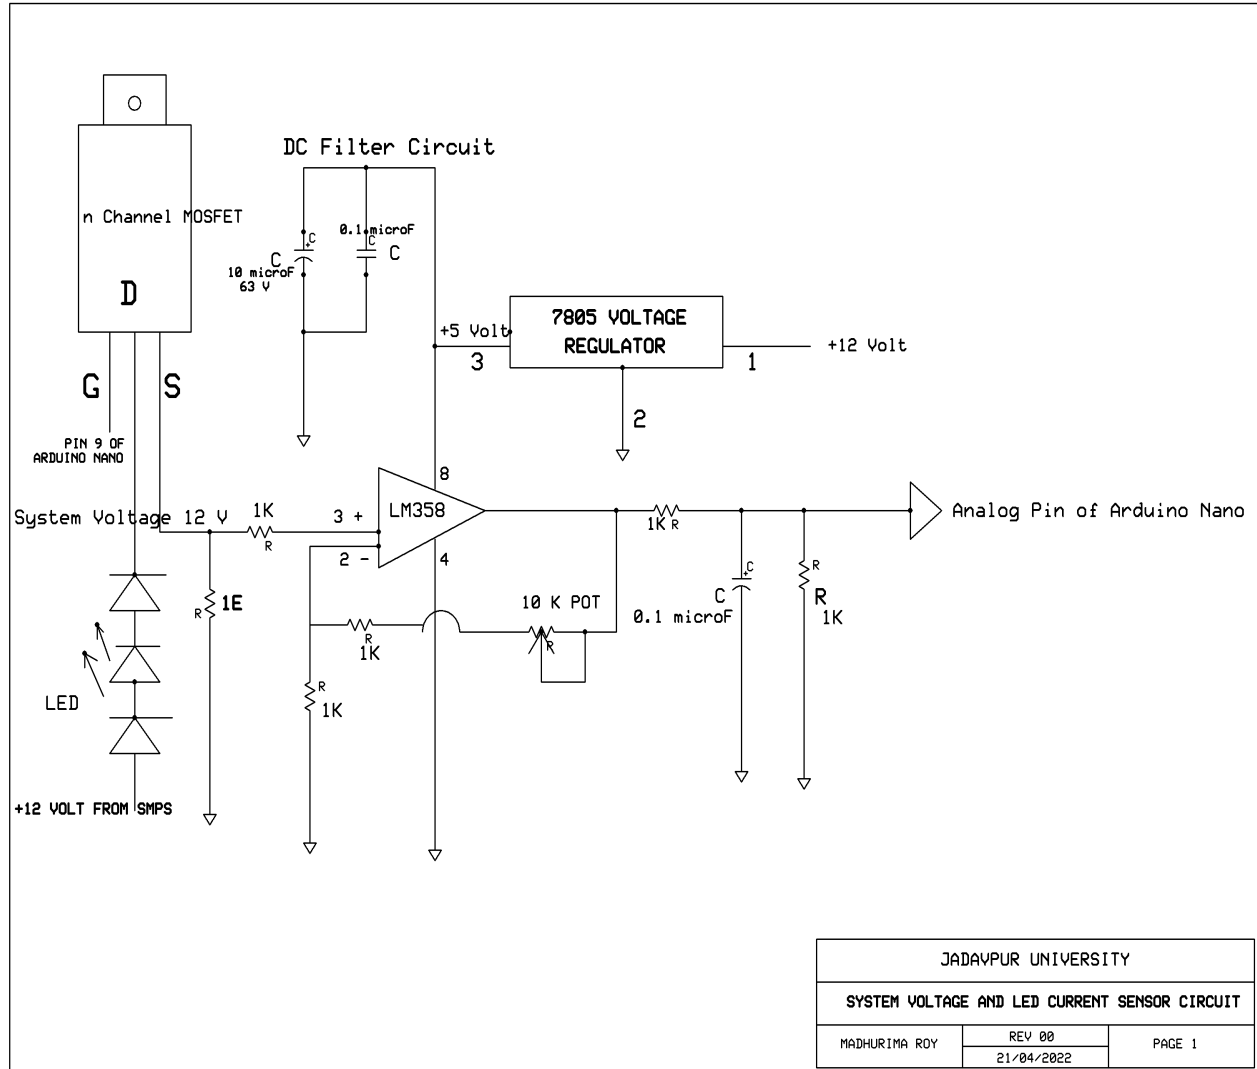 DC Filter Circuit
n Channel MOSFET
0.1 microF
C
C
C
C
10 microF
63 V
D
+5 Volt
7805 VOLTAGE
REGULATOR
+12 Volt
3
1
G
S
2
PIN 9 OF
ARDUINO NANO
8
System Voltage 12 V
1K
R
3 +
LM358
2 -
4
1K
R
Analog Pin of Arduino Nano
R
1E
10 K POT
R
R
1K
C
C
0.1 microF
R
R
1K
LED
R
1K
+12 VOLT FROM SMPS
JADAVPUR UNIVERSITY
SYSTEM VOLTAGE AND LED CURRENT SENSOR CIRCUIT
MADHURIMA ROY
REV 00
21/04/2022
PAGE 1